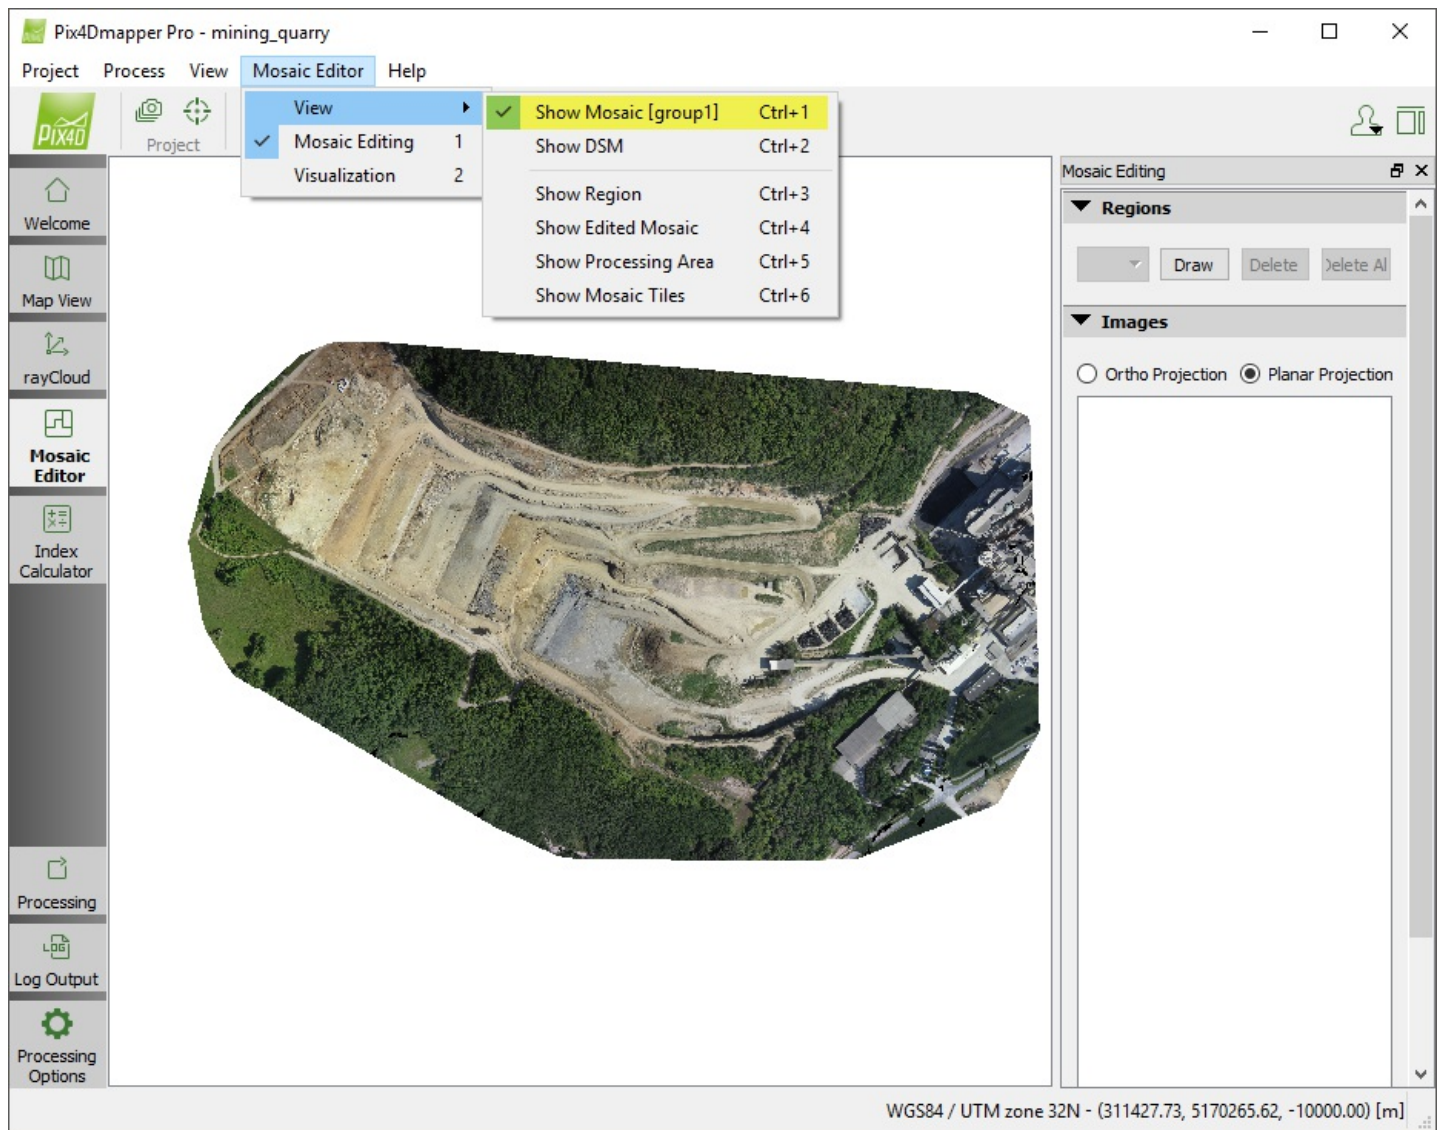 Pix4Dmapper Pro - mining_quarry
Project Process View Mosaic Editor Help
PIX4D
Project
View
Mosaic Editing 1
Visualization 2
Show Mosaic [group1] Ctrl+1
Show DSM Ctrl+2
Show Region Ctrl+3
Show Edited Mosaic Ctrl+4
Show Processing Area Ctrl+5
Show Mosaic Tiles Ctrl+6
Welcome
Map View
rayCloud
Mosaic
Editor
Index
Calculator
Processing
LOG
Log Output
Processing
Options
Mosaic Editing
Regions
Draw Delete Delete Al
Images
Ortho Projection Planar Projection
WGS84 / UTM zone 32N - (311427.73, 5170265.62, -10000.00) [m]